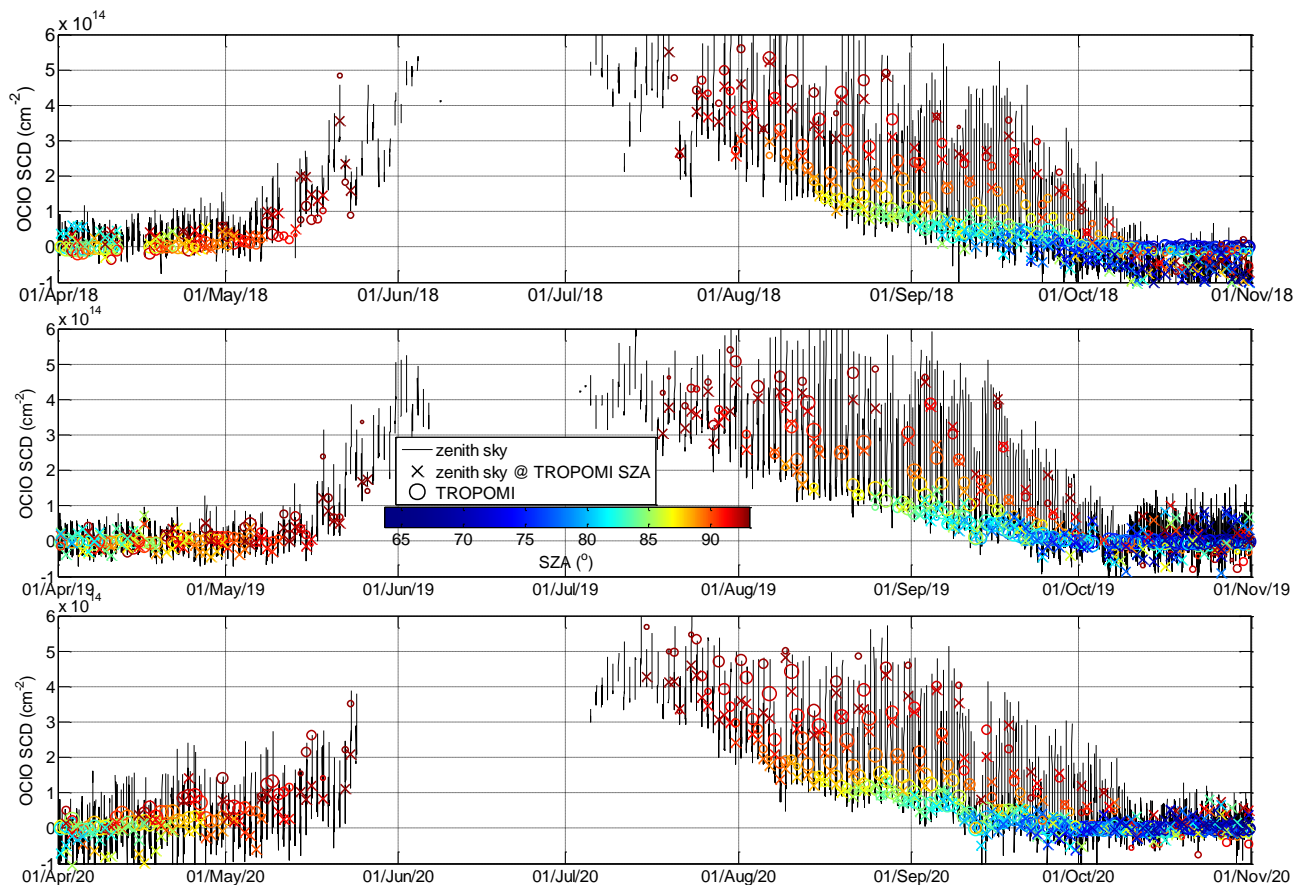 x 10^14
6
5
4
3
2
1
0
-1
OClO SCD (cm^-2)
01/Apr/18 01/May/18 01/Jun/18 01/Jul/18 01/Aug/18 01/Sep/18 01/Oct/18 01/Nov/18
x 10^14
6
5
4
3
2
1
0
-1
OClO SCD (cm^-2)
zenith sky
zenith sky @ TROPOMI SZA
TROPOMI
65 70 75 80 85 90
SZA (°)
01/Apr/19 01/May/19 01/Jun/19 01/Jul/19 01/Aug/19 01/Sep/19 01/Oct/19 01/Nov/19
x 10^14
6
5
4
3
2
1
0
-1
OClO SCD (cm^-2)
01/Apr/20 01/May/20 01/Jun/20 01/Jul/20 01/Aug/20 01/Sep/20 01/Oct/20 01/Nov/20